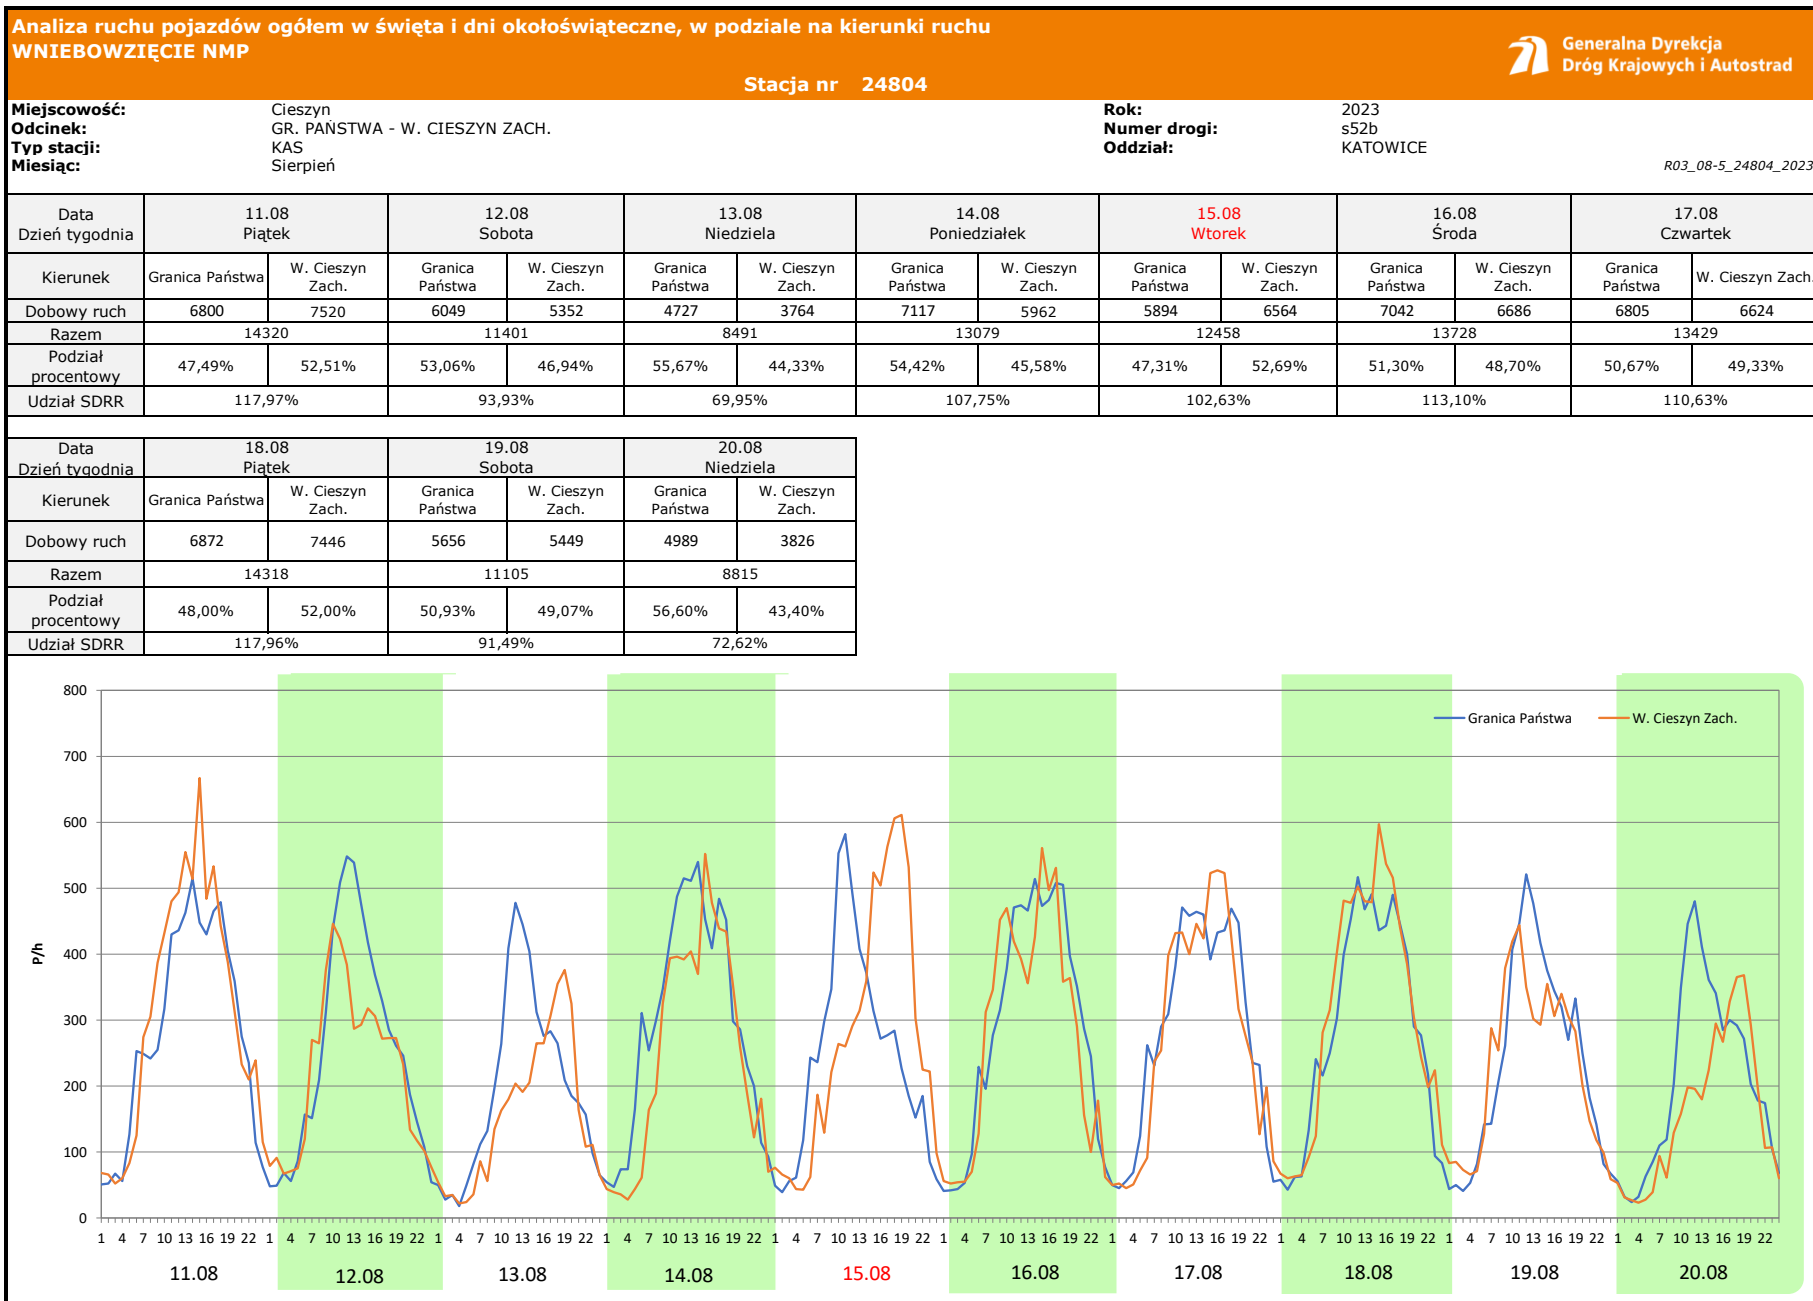 Analiza ruchu pojazdów ogółem w święta i dni okołoświąteczne, w podziale na kierunki ruchu
WNIEBOWZIĘCIE NMP
Generalna Dyrekcja
Dróg Krajowych i Autostrad
Stacja nr 24804
Miejscowość: Cieszyn Rok: 2023
Odcinek: GR. PAŃSTWA - W. CIESZYN ZACH. Numer drogi: s52b
Typ stacji: KAS Oddział: KATOWICE
Miesiąc: Sierpień R03_08-5_24804_2023
Data 11.08 12.08 13.08 14.08 15.08 16.08 17.08
Dzień tygodnia Piątek Sobota Niedziela Poniedziałek Wtorek Środa Czwartek
Kierunek Granica Państwa W. Cieszyn Zach. Granica Państwa W. Cieszyn Zach. Granica Państwa W. Cieszyn Zach. Granica Państwa W. Cieszyn Zach. Granica Państwa W. Cieszyn Zach. Granica Państwa W. Cieszyn Zach. Granica Państwa W. Cieszyn Zach.
Dobowy ruch 6800 7520 6049 5352 4727 3764 7117 5962 5894 6564 7042 6686 6805 6624
Razem 14320 11401 8491 13079 12458 13728 13429
Podział procentowy 47,49% 52,51% 53,06% 46,94% 55,67% 44,33% 54,42% 45,58% 47,31% 52,69% 51,30% 48,70% 50,67% 49,33%
Udział SDRR 117,97% 93,93% 69,95% 107,75% 102,63% 113,10% 110,63%
Data 18.08 19.08 20.08
Dzień tygodnia Piątek Sobota Niedziela
Kierunek Granica Państwa W. Cieszyn Zach. Granica Państwa W. Cieszyn Zach. Granica Państwa W. Cieszyn Zach.
Dobowy ruch 6872 7446 5656 5449 4989 3826
Razem 14318 11105 8815
Podział procentowy 48,00% 52,00% 50,93% 49,07% 56,60% 43,40%
Udział SDRR 117,96% 91,49% 72,62%
800
Granica Państwa W. Cieszyn Zach.
700
600
500
400
P/h
300
200
100
0
1 4 7 10 13 16 19 22 1 4 7 10 13 16 19 22 1 4 7 10 13 16 19 22 1 4 7 10 13 16 19 22 1 4 7 10 13 16 19 22 1 4 7 10 13 16 19 22 1 4 7 10 13 16 19 22 1 4 7 10 13 16 19 22 1 4 7 10 13 16 19 22 1 4 7 10 13 16 19 22
11.08 12.08 13.08 14.08 15.08 16.08 17.08 18.08 19.08 20.08